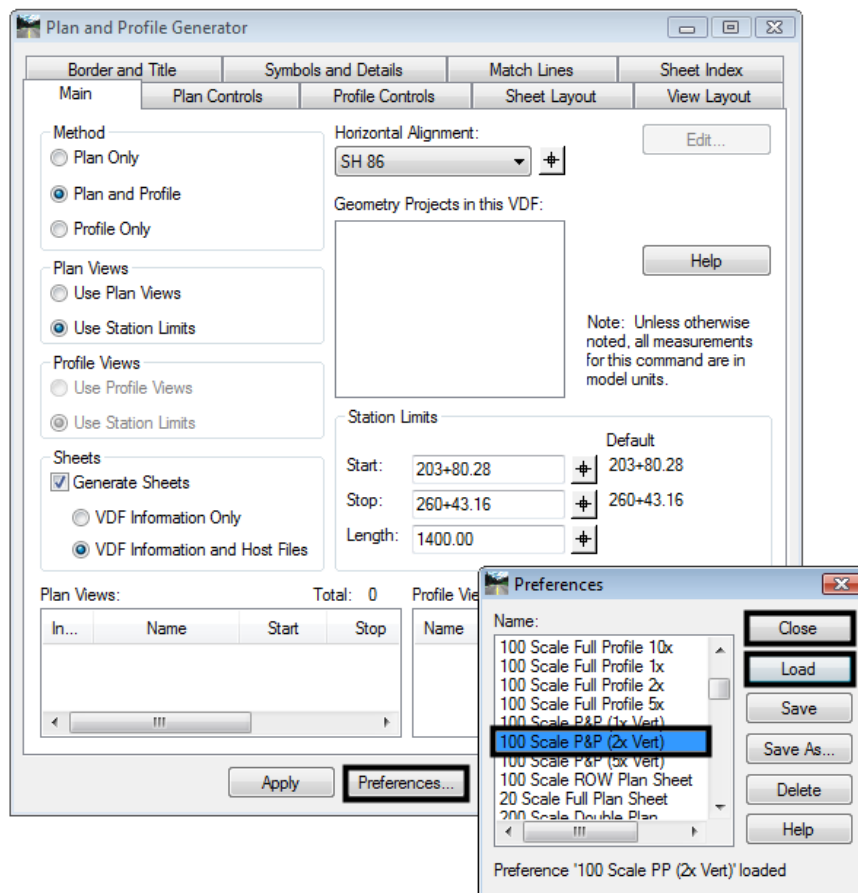 Plan and Profile Generator
Border and Title
Symbols and Details
Match Lines
Sheet Index
Main
Plan Controls
Profile Controls
Sheet Layout
View Layout
Method
Plan Only
Plan and Profile
Profile Only
Horizontal Alignment:
SH 86
Edit...
Geometry Projects in this VDF:
Help
Plan Views
Use Plan Views
Use Station Limits
Note: Unless otherwise
noted, all measurements
for this command are in
model units.
Profile Views
Use Profile Views
Use Station Limits
Station Limits
Default
Start: 203+80.28 203+80.28
Stop: 260+43.16 260+43.16
Length: 1400.00
Sheets
Generate Sheets
VDF Information Only
VDF Information and Host Files
Plan Views: Total: 0
In... Name Start Stop
Profile Vie
Name
Apply
Preferences...
Preferences
Name:
100 Scale Full Profile 10x
100 Scale Full Profile 1x
100 Scale Full Profile 2x
100 Scale Full Profile 5x
100 Scale P&P (1x Vert)
100 Scale P&P (2x Vert)
100 Scale P&P (5x Vert)
100 Scale ROW Plan Sheet
20 Scale Full Plan Sheet
200 Scale Double Plan
Close
Load
Save
Save As...
Delete
Help
Preference '100 Scale PP (2x Vert)' loaded